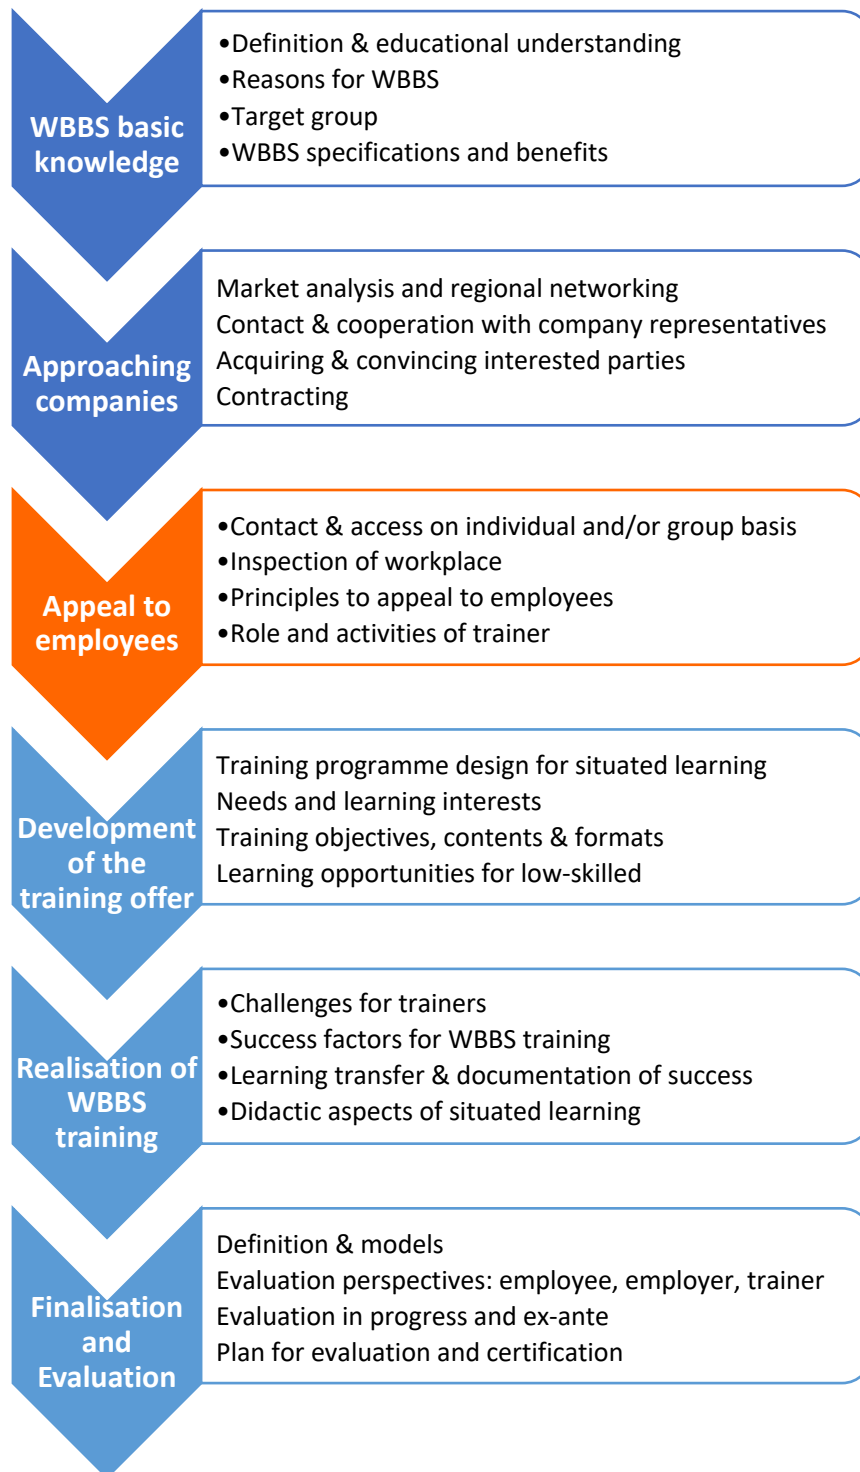 WBBS basic
knowledge
•Definition & educational understanding
•Reasons for WBBS
•Target group
•WBBS specifications and benefits
Approaching
companies
Market analysis and regional networking
Contact & cooperation with company representatives
Acquiring & convincing interested parties
Contracting
Appeal to
employees
•Contact & access on individual and/or group basis
•Inspection of workplace
•Principles to appeal to employees
•Role and activities of trainer
Development
of the
training offer
Training programme design for situated learning
Needs and learning interests
Training objectives, contents & formats
Learning opportunities for low-skilled
Realisation of
WBBS
training
•Challenges for trainers
•Success factors for WBBS training
•Learning transfer & documentation of success
•Didactic aspects of situated learning
Finalisation
and
Evaluation
Definition & models
Evaluation perspectives: employee, employer, trainer
Evaluation in progress and ex-ante
Plan for evaluation and certification